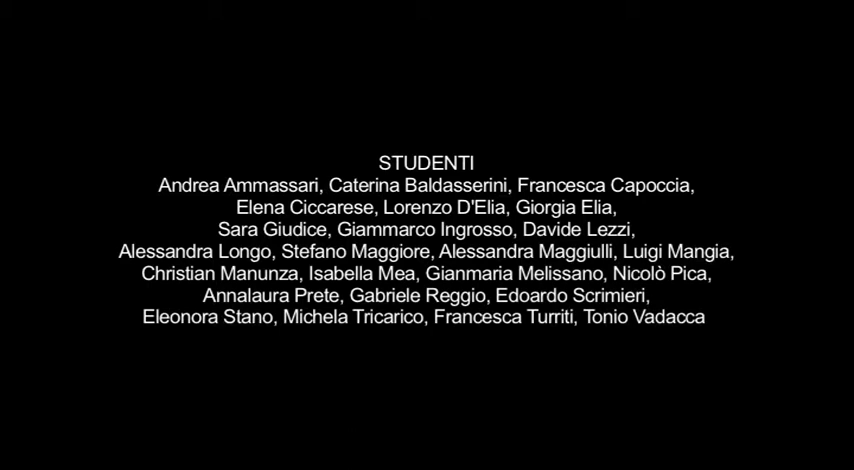 STUDENTI
Andrea Ammassari, Caterina Baldasserini, Francesca Capoccia,
Elena Ciccarese, Lorenzo D'Elia, Giorgia Elia,
Sara Giudice, Giammarco Ingrosso, Davide Lezzi,
Alessandra Longo, Stefano Maggiore, Alessandra Maggiulli, Luigi Mangia,
Christian Manunza, Isabella Mea, Gianmaria Melissano, Nicolò Pica,
Annalaura Prete, Gabriele Reggio, Edoardo Scrimieri,
Eleonora Stano, Michela Tricarico, Francesca Turriti, Tonio Vadacca